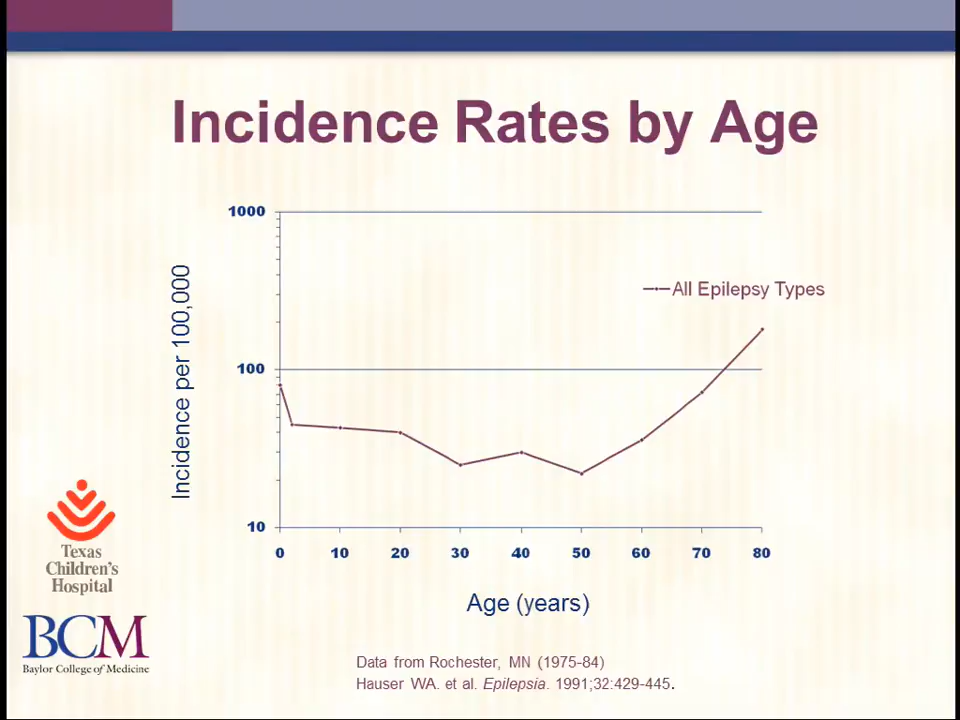 Incidence Rates by Age
1000
100
10
Incidence per 100,000
All Epilepsy Types
0 10 20 30 40 50 60 70 80
Age (years)
Texas
Children's
Hospital
BCM
Baylor College of Medicine
Data from Rochester, MN (1975-84)
Hauser WA. et al. Epilepsia. 1991;32:429-445.